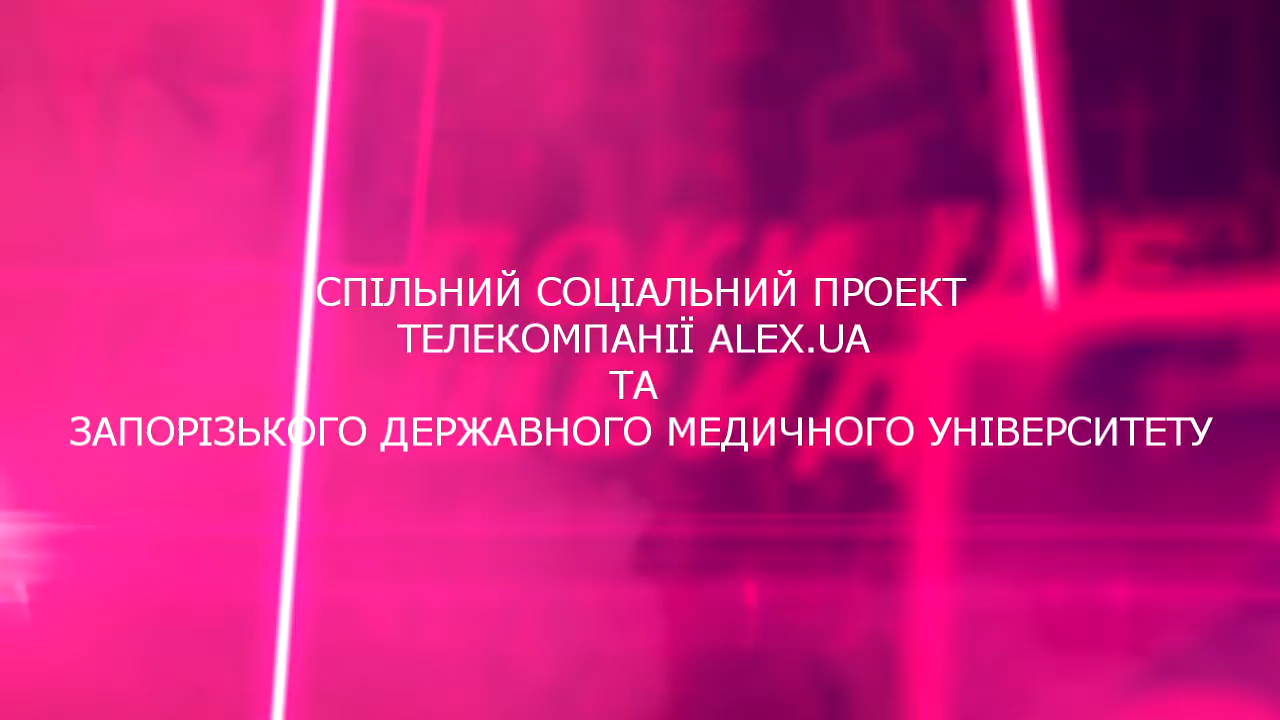 СПІЛЬНИЙ СОЦІАЛЬНИЙ ПРОЕКТ
ТЕЛЕКОМПАНІЇ ALEX.UA
ТА
ЗАПОРІЗЬКОГО ДЕРЖАВНОГО МЕДИЧНОГО УНІВЕРСИТЕТУ